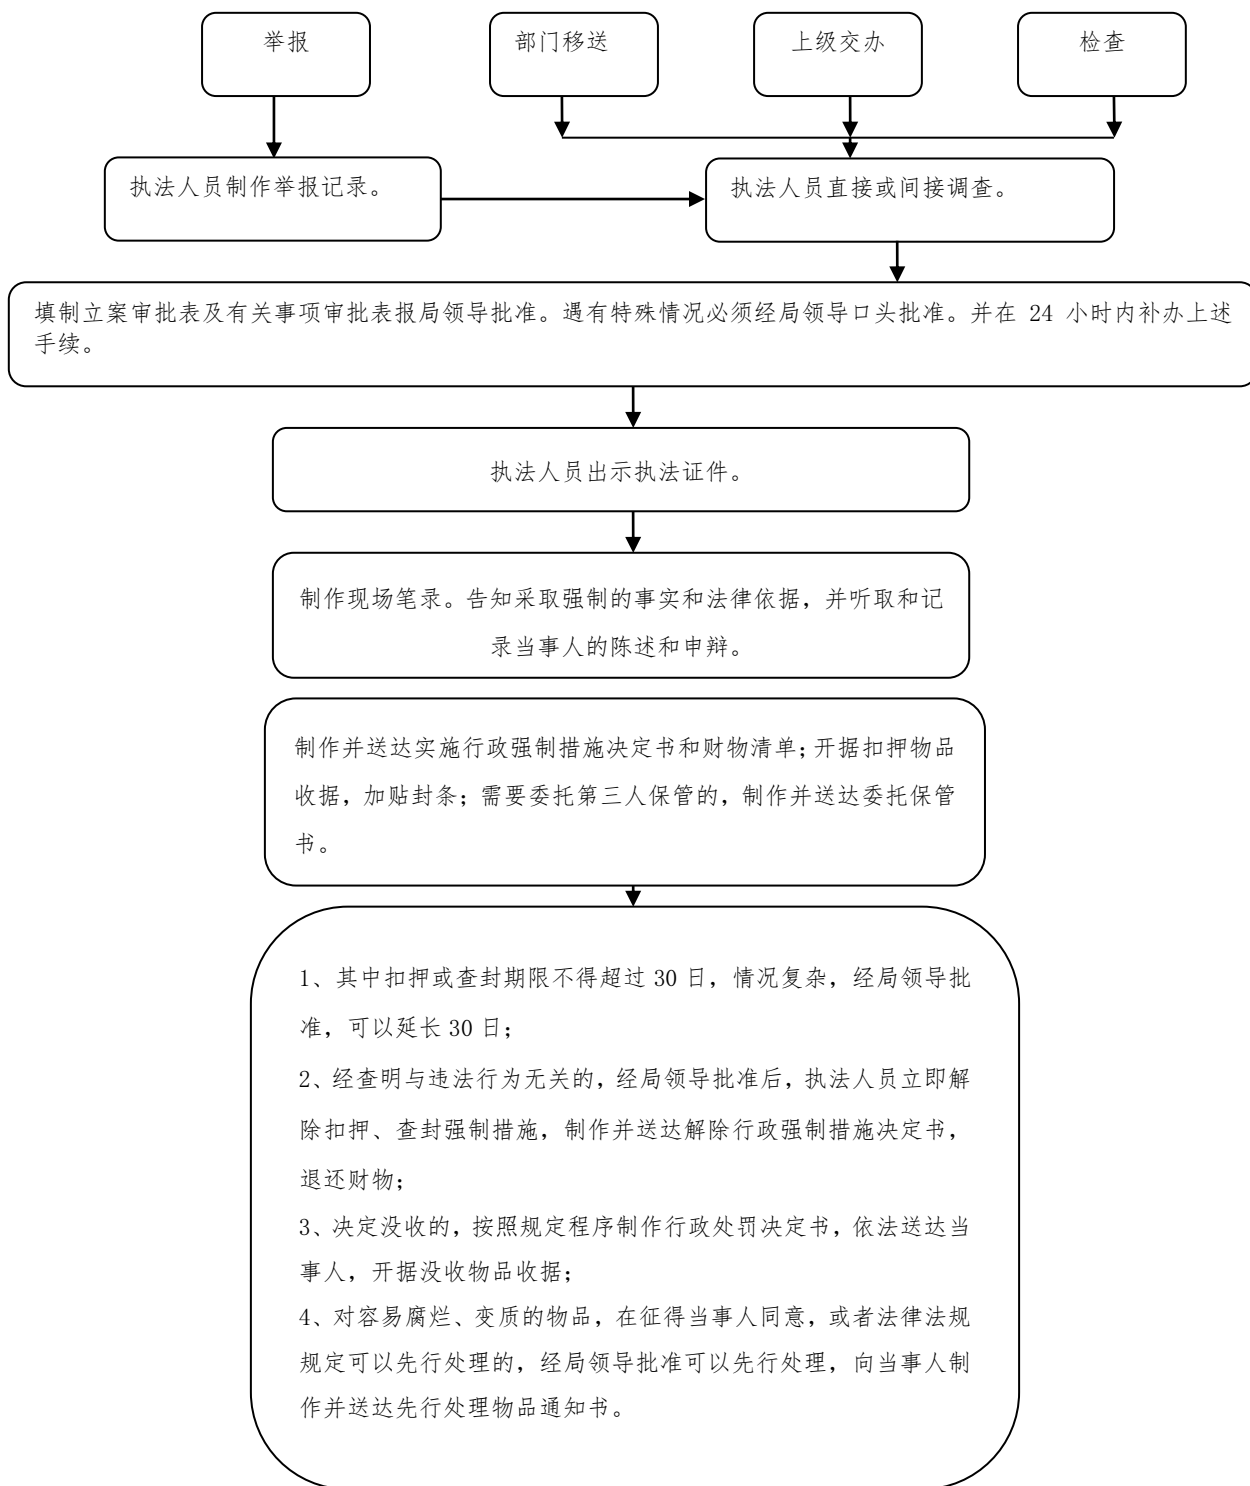 举报
部门移送
上级交办
检查
执法人员制作举报记录。
执法人员直接或间接调查。
填制立案审批表及有关事项审批表报局领导批准。遇有特殊情况必须经局领导口头批准。并在 24 小时内补办上述
手续。
执法人员出示执法证件。
制作现场笔录。告知采取强制的事实和法律依据，并听取和记
录当事人的陈述和申辩。
制作并送达实施行政强制措施决定书和财物清单；开据扣押物品
收据，加贴封条；需要委托第三人保管的，制作并送达委托保管
书。
1、其中扣押或查封期限不得超过 30 日，情况复杂，经局领导批
准，可以延长 30 日；
2、经查明与违法行为无关的，经局领导批准后，执法人员立即解
除扣押、查封强制措施，制作并送达解除行政强制措施决定书，
退还财物；
3、决定没收的，按照规定程序制作行政处罚决定书，依法送达当
事人，开据没收物品收据；
4、对容易腐烂、变质的物品，在征得当事人同意，或者法律法规
规定可以先行处理的，经局领导批准可以先行处理，向当事人制
作并送达先行处理物品通知书。